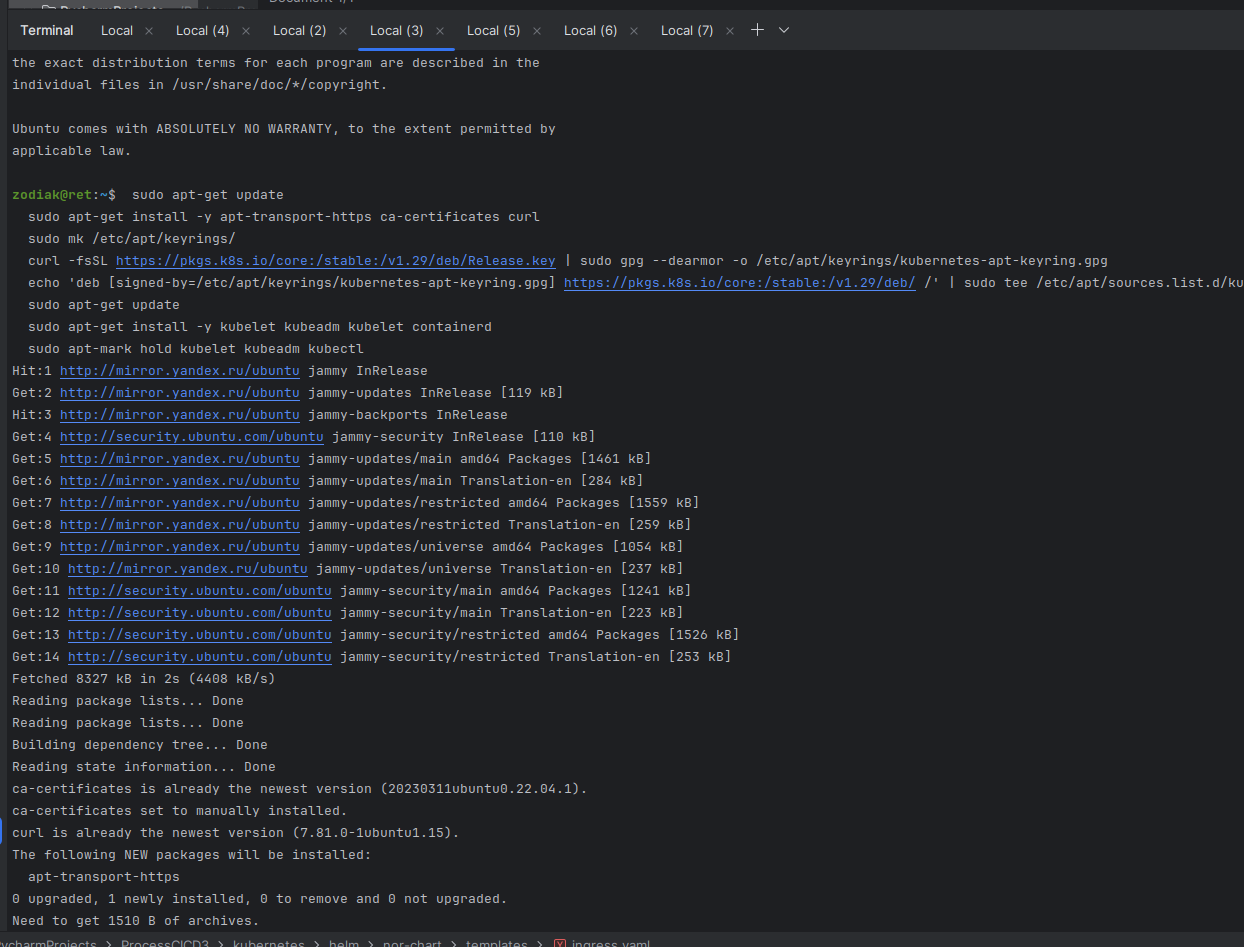 Terminal Local × Local (4) × Local (2) × Local (3) × Local (5) × Local (6) × Local (7) × +
the exact distribution terms for each program are described in the
individual files in /usr/share/doc/*/copyright.
Ubuntu comes with ABSOLUTELY NO WARRANTY, to the extent permitted by
applicable law.
zodiak@ret:~$  sudo apt-get update
  sudo apt-get install -y apt-transport-https ca-certificates curl
  sudo mk /etc/apt/keyrings/
  curl -fsSL https://pkgs.k8s.io/core:/stable:/v1.29/deb/Release.key | sudo gpg --dearmor -o /etc/apt/keyrings/kubernetes-apt-keyring.gpg
  echo 'deb [signed-by=/etc/apt/keyrings/kubernetes-apt-keyring.gpg] https://pkgs.k8s.io/core:/stable:/v1.29/deb/ /' | sudo tee /etc/apt/sources.list.d/ku
  sudo apt-get update
  sudo apt-get install -y kubelet kubeadm kubelet containerd
  sudo apt-mark hold kubelet kubeadm kubectl
Hit:1 http://mirror.yandex.ru/ubuntu jammy InRelease
Get:2 http://mirror.yandex.ru/ubuntu jammy-updates InRelease [119 kB]
Hit:3 http://mirror.yandex.ru/ubuntu jammy-backports InRelease
Get:4 http://security.ubuntu.com/ubuntu jammy-security InRelease [110 kB]
Get:5 http://mirror.yandex.ru/ubuntu jammy-updates/main amd64 Packages [1461 kB]
Get:6 http://mirror.yandex.ru/ubuntu jammy-updates/main Translation-en [284 kB]
Get:7 http://mirror.yandex.ru/ubuntu jammy-updates/restricted amd64 Packages [1559 kB]
Get:8 http://mirror.yandex.ru/ubuntu jammy-updates/restricted Translation-en [259 kB]
Get:9 http://mirror.yandex.ru/ubuntu jammy-updates/universe amd64 Packages [1054 kB]
Get:10 http://mirror.yandex.ru/ubuntu jammy-updates/universe Translation-en [237 kB]
Get:11 http://security.ubuntu.com/ubuntu jammy-security/main amd64 Packages [1241 kB]
Get:12 http://security.ubuntu.com/ubuntu jammy-security/main Translation-en [223 kB]
Get:13 http://security.ubuntu.com/ubuntu jammy-security/restricted amd64 Packages [1526 kB]
Get:14 http://security.ubuntu.com/ubuntu jammy-security/restricted Translation-en [253 kB]
Fetched 8327 kB in 2s (4408 kB/s)
Reading package lists... Done
Reading package lists... Done
Building dependency tree... Done
Reading state information... Done
ca-certificates is already the newest version (20230311ubuntu0.22.04.1).
ca-certificates set to manually installed.
curl is already the newest version (7.81.0-1ubuntu1.15).
The following NEW packages will be installed:
  apt-transport-https
0 upgraded, 1 newly installed, 0 to remove and 0 not upgraded.
Need to get 1510 B of archives.
ycharmProjects > ProcessCICD3 > kubernetes > helm > nor-chart > templates > ingress.yaml